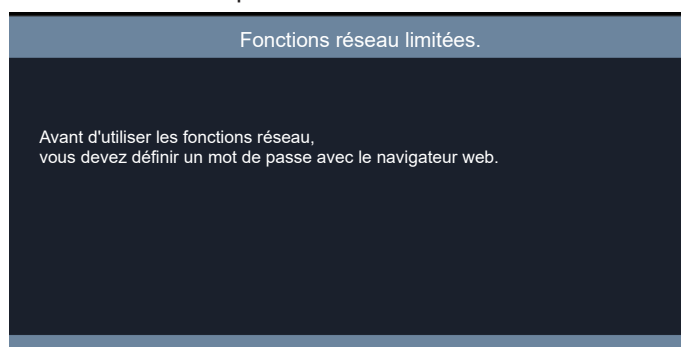 Fonctions réseau limitées.
Avant d'utiliser les fonctions réseau,
vous devez définir un mot de passe avec le navigateur web.